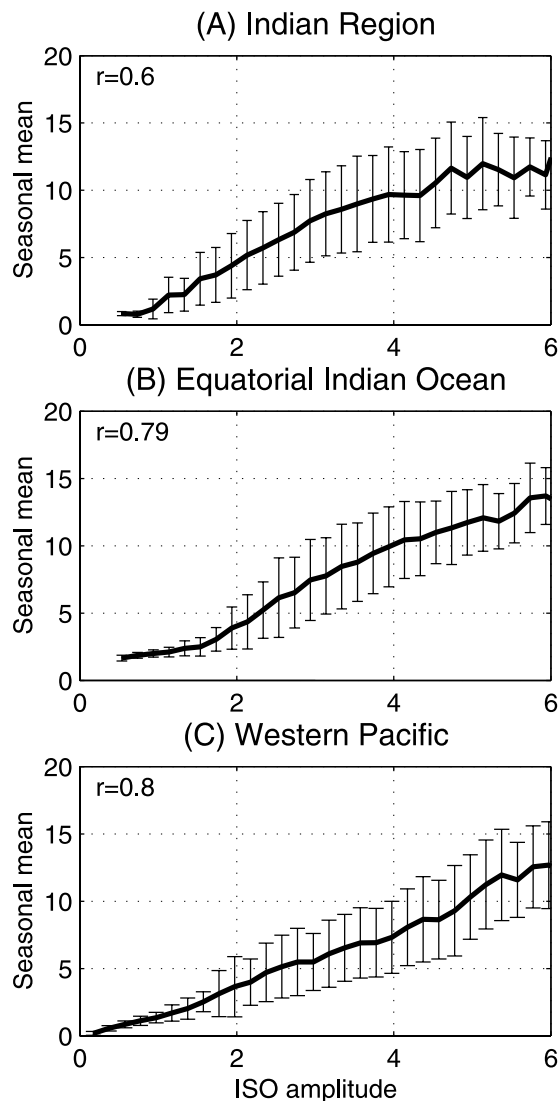 (A) Indian Region
r=0.6
Seasonal mean
20
15
10
5
0
0 2 4 6
(B) Equatorial Indian Ocean
r=0.79
Seasonal mean
20
15
10
5
0
0 2 4 6
(C) Western Pacific
r=0.8
Seasonal mean
20
15
10
5
0
0 2 4 6
ISO amplitude